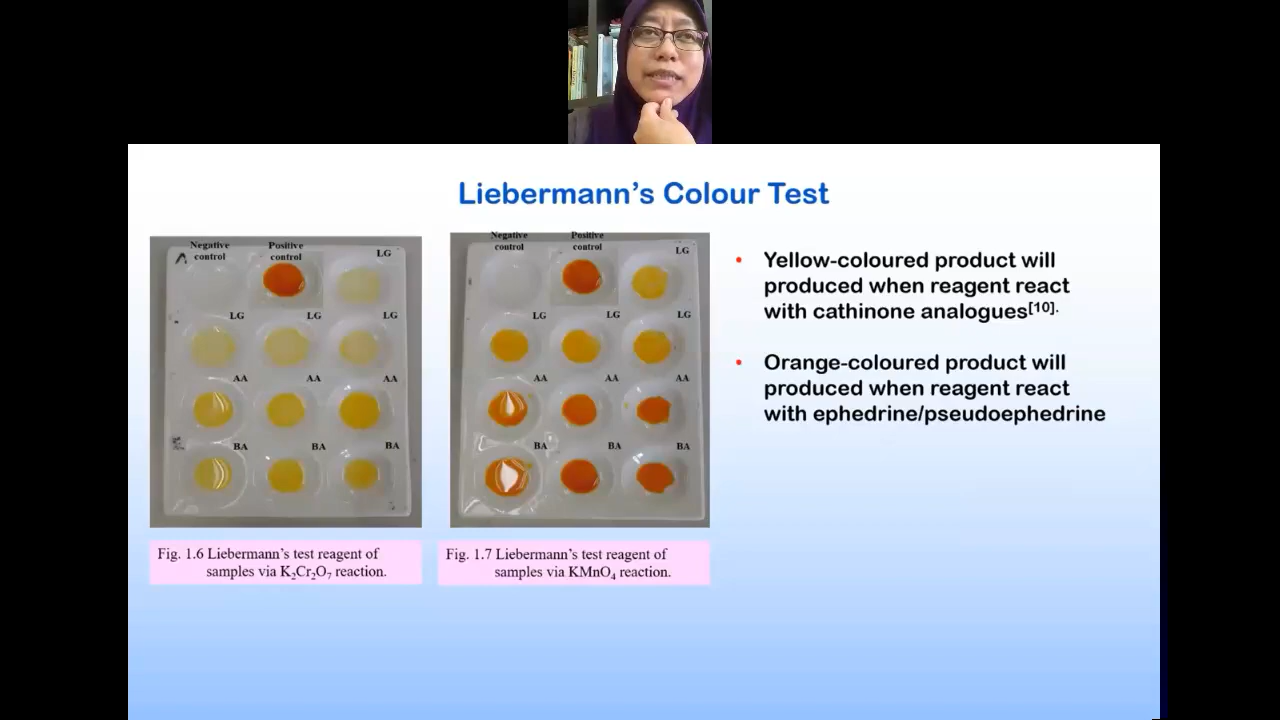 Liebermann's Colour Test
Negative control
Positive control
LG
LG
LG
LG
AA
AA
AA
BA
BA
BA
Negative control
Positive control
LG
LG
LG
LG
AA
AA
AA
BA
BA
BA
Fig. 1.6 Liebermann's test reagent of
samples via K₂Cr₂O₇ reaction.
Fig. 1.7 Liebermann's test reagent of
samples via KMnO₄ reaction.
• Yellow-coloured product will
produced when reagent react
with cathinone analogues[10].
• Orange-coloured product will
produced when reagent react
with ephedrine/pseudoephedrine